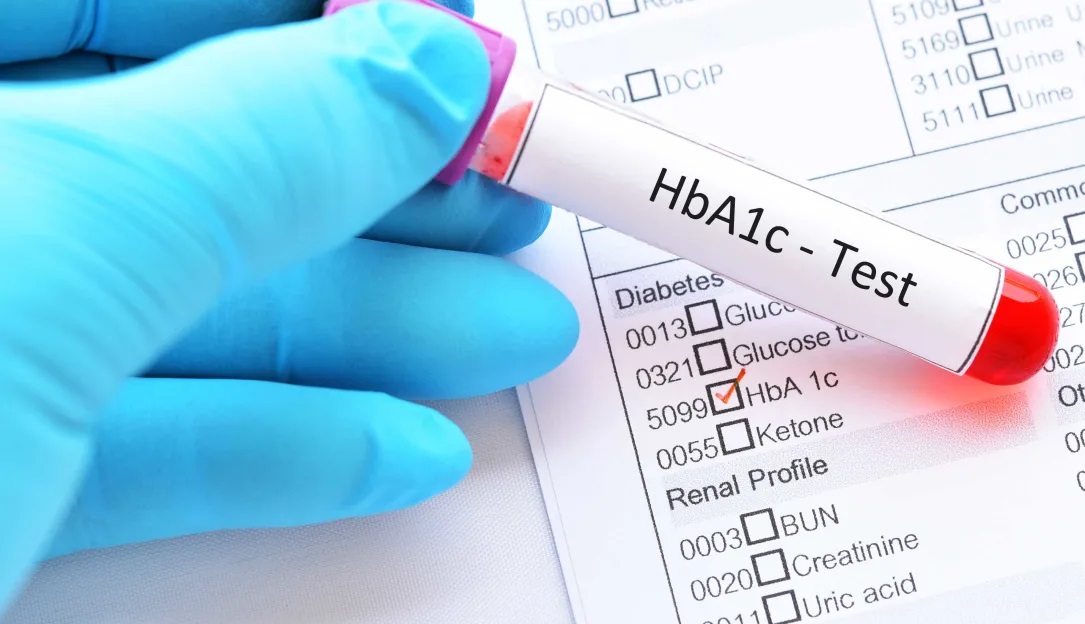 5000
DCIP
5109
5169 Urine
3110 Urine
5111 Urine
HbA1c - Test
Diabetes
0013
0321 Glucose
5099 HbA 1c
0055 Ketone
Renal Profile
0003 BUN
0020 Creatinine
Uric acid
0025